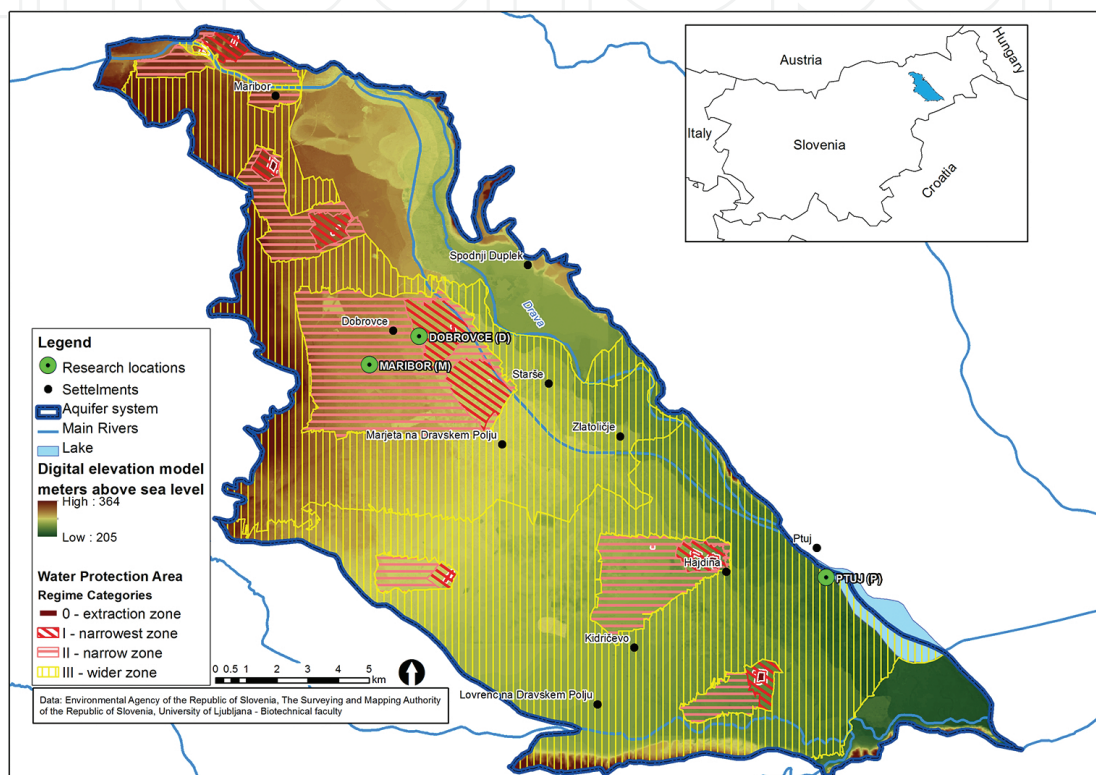 Austria
Hungary
Italy
Slovenia
Croatia
Maribor
Spodnji Duplek
Drava
Dobrovce
DOBROVCE (D)
MARIBOR (M)
Starše
Zlatoličje
Marjeta na Dravskem Polju
Ptuj
PTUJ (P)
Hajdina
Kidričevo
Lovrenc na Dravskem Polju
Legend
Research locations
Settelments
Aquifer system
Main Rivers
Lake
Digital elevation model
meters above sea level
High : 364
Low : 205
Water Protection Area
Regime Categories
0 - extraction zone
I - narrowest zone
II - narrow zone
III - wider zone
0 0.5 1 2 3 4 5
km
Data: Environmental Agency of the Republic of Slovenia, The Surveying and Mapping Authority
of the Republic of Slovenia, University of Ljubljana - Biotechnical faculty